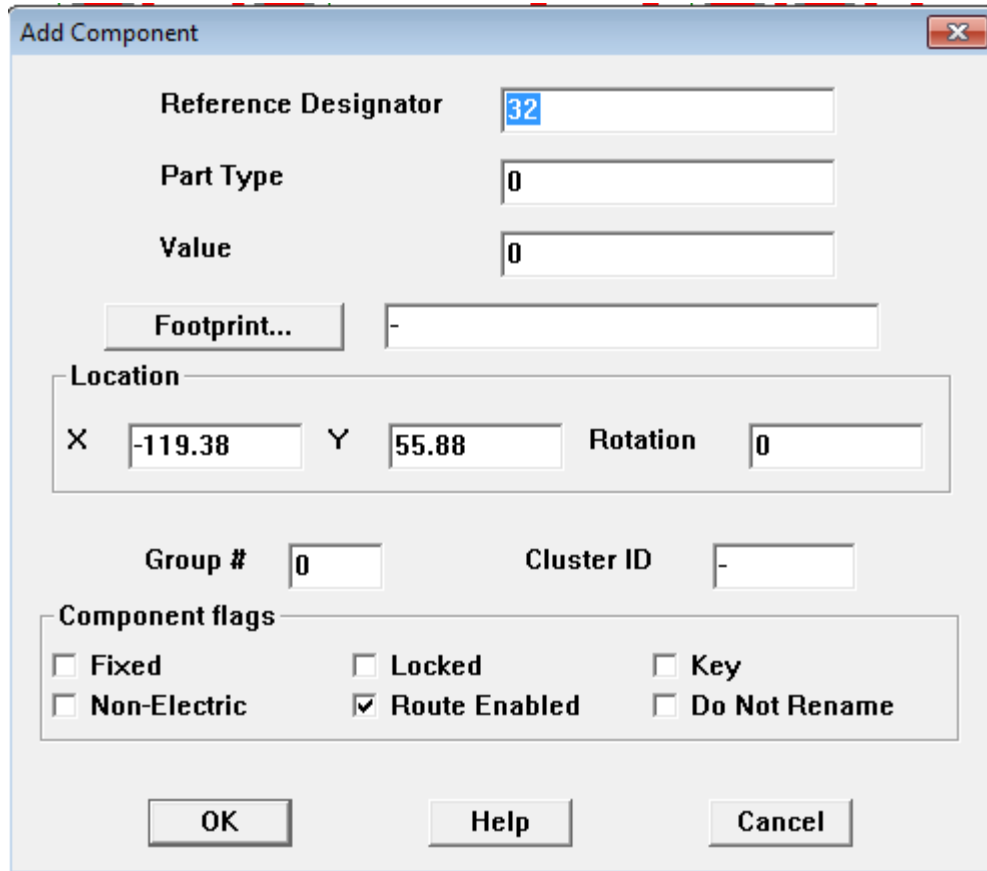 Add Component
Reference Designator 32
Part Type 0
Value 0
Footprint... -
Location
X -119.38 Y 55.88 Rotation 0
Group # 0 Cluster ID -
Component flags
Fixed Locked Key
Non-Electric Route Enabled Do Not Rename
OK Help Cancel